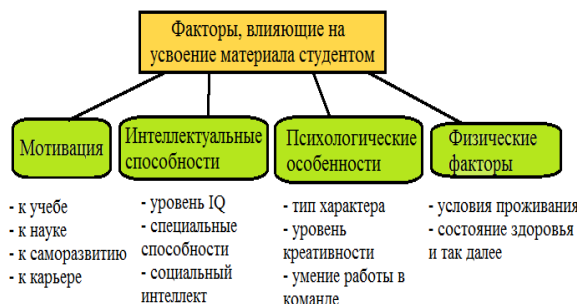 Факторы, влияющие на
усвоение материала студентом
Мотивация
- к учебе
- к науке
- к саморазвитию
- к карьере
Интеллектуальные
способности
- уровень IQ
- специальные
способности
- социальный
интеллект
Психологические
особенности
- тип характера
- уровень
креативности
- умение работы в
команде
Физические
факторы
- условия проживания
- состояние здоровья
и так далее